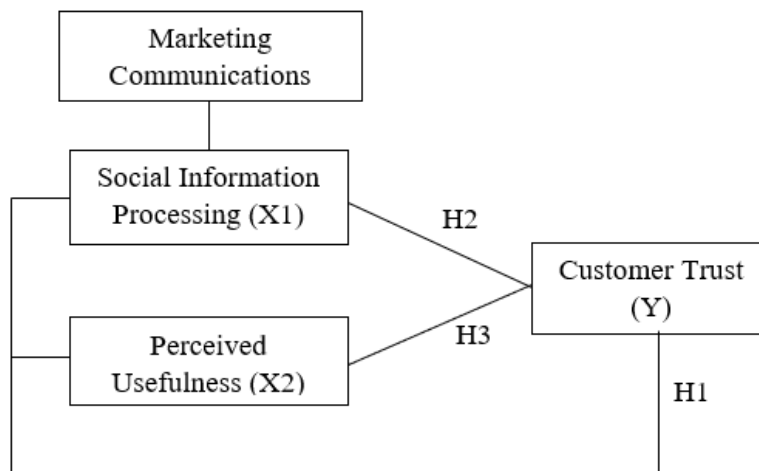 Marketing
Communications
Social Information
Processing (X1)
H2
Customer Trust
(Y)
Perceived
Usefulness (X2)
H3
H1